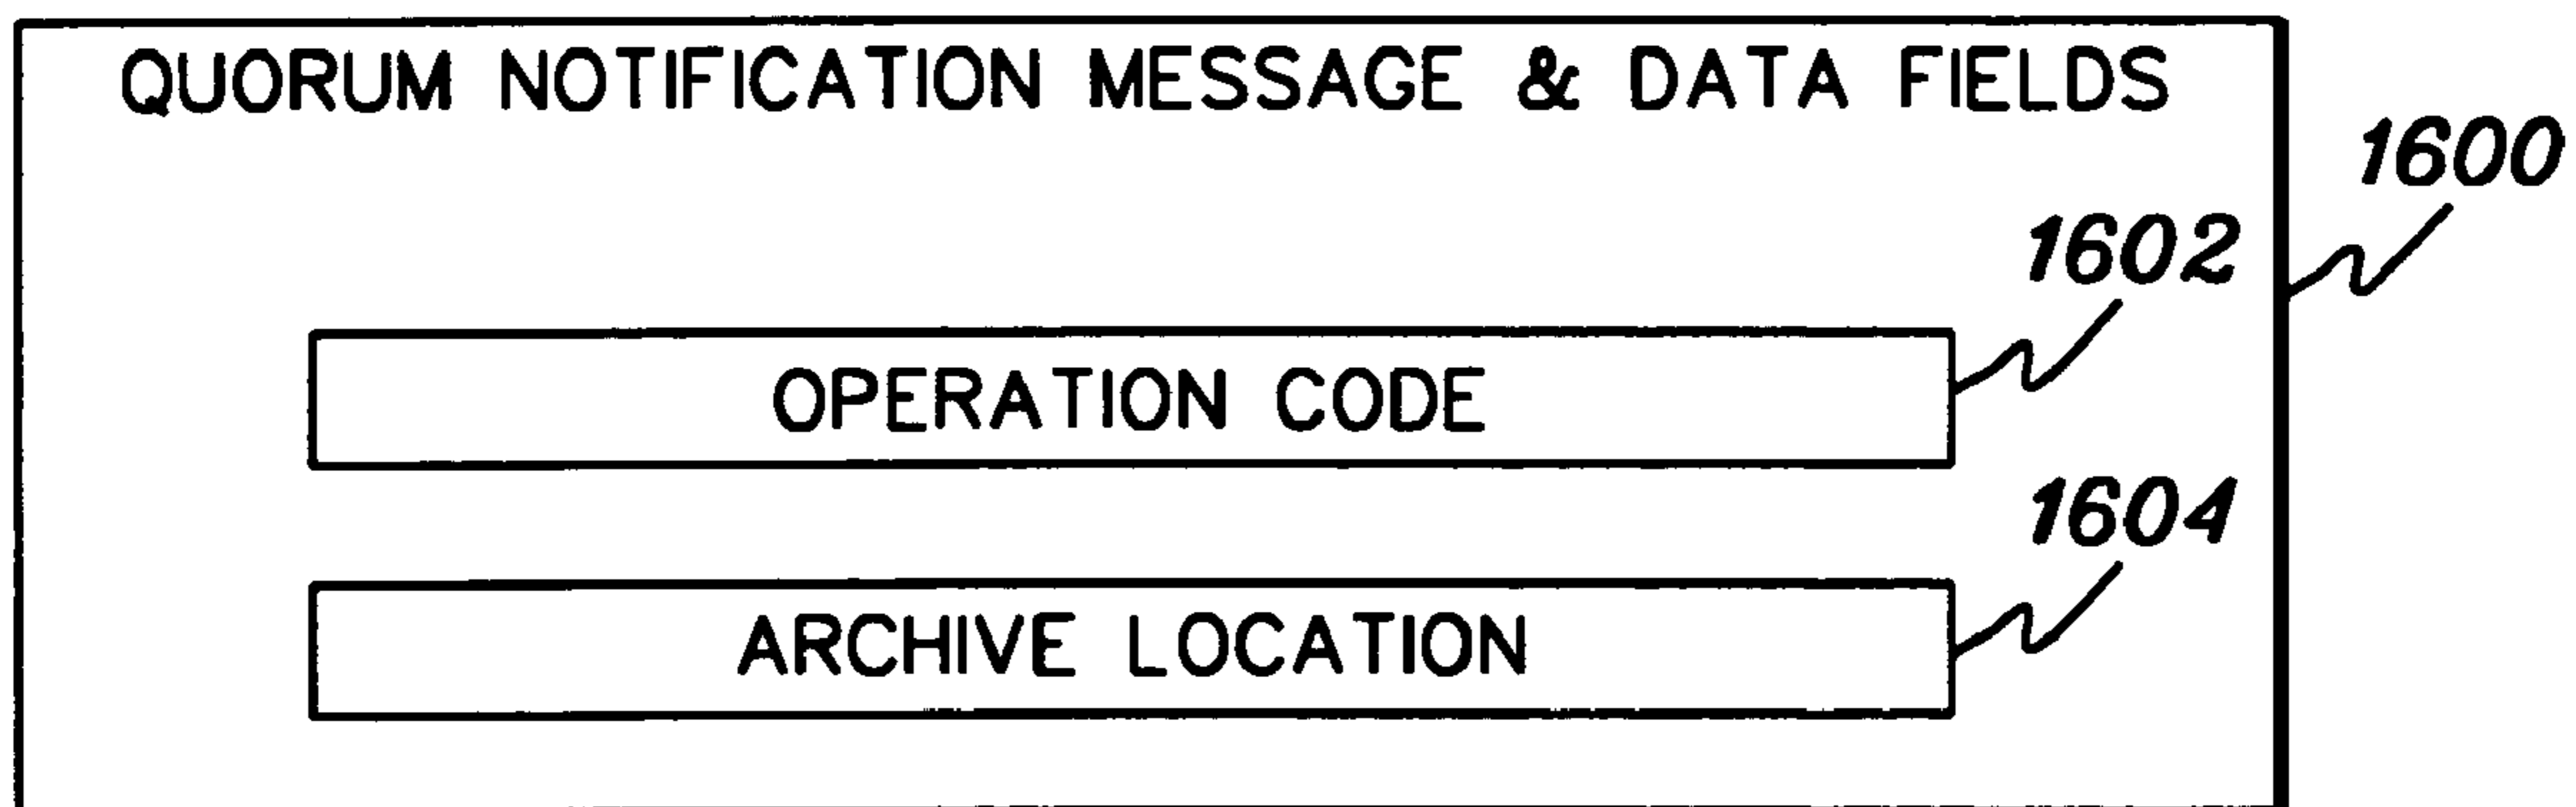 QUORUM NOTIFICATION MESSAGE & DATA FIELDS
1600
1602
OPERATION CODE
1604
ARCHIVE LOCATION